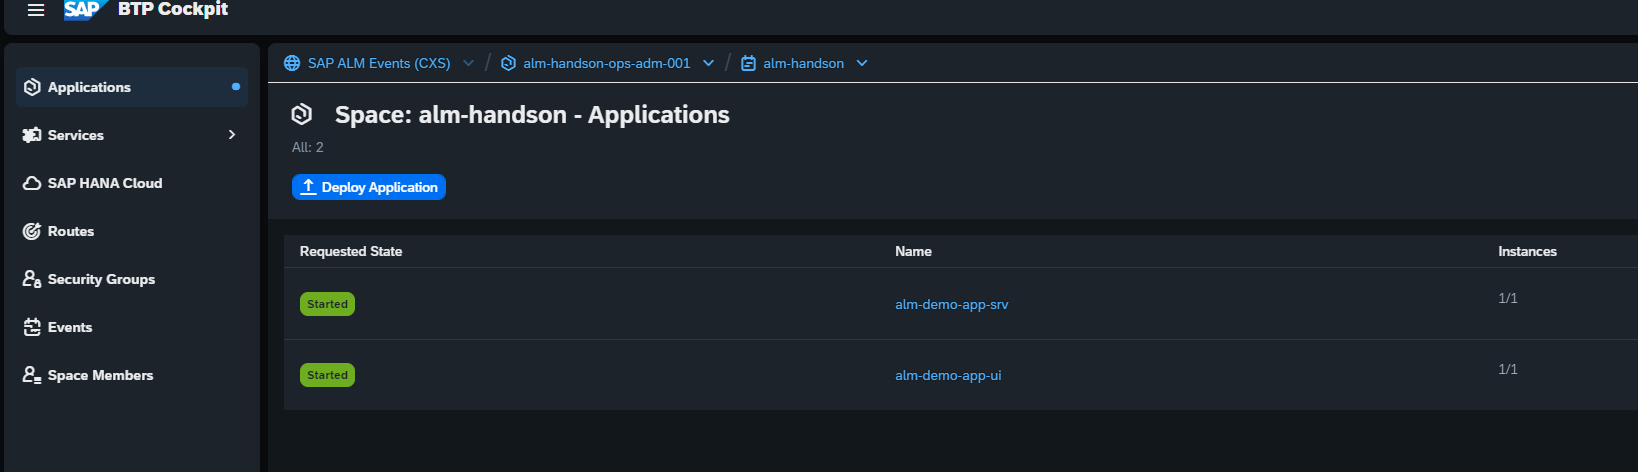 SAP BTP Cockpit
SAP ALM Events (CXS) / alm-handson-ops-adm-001 / alm-handson
Applications
Services
SAP HANA Cloud
Routes
Security Groups
Events
Space Members
Space: alm-handson - Applications
All: 2
Deploy Application
Requested State Name Instances
Started alm-demo-app-srv 1/1
Started alm-demo-app-ui 1/1